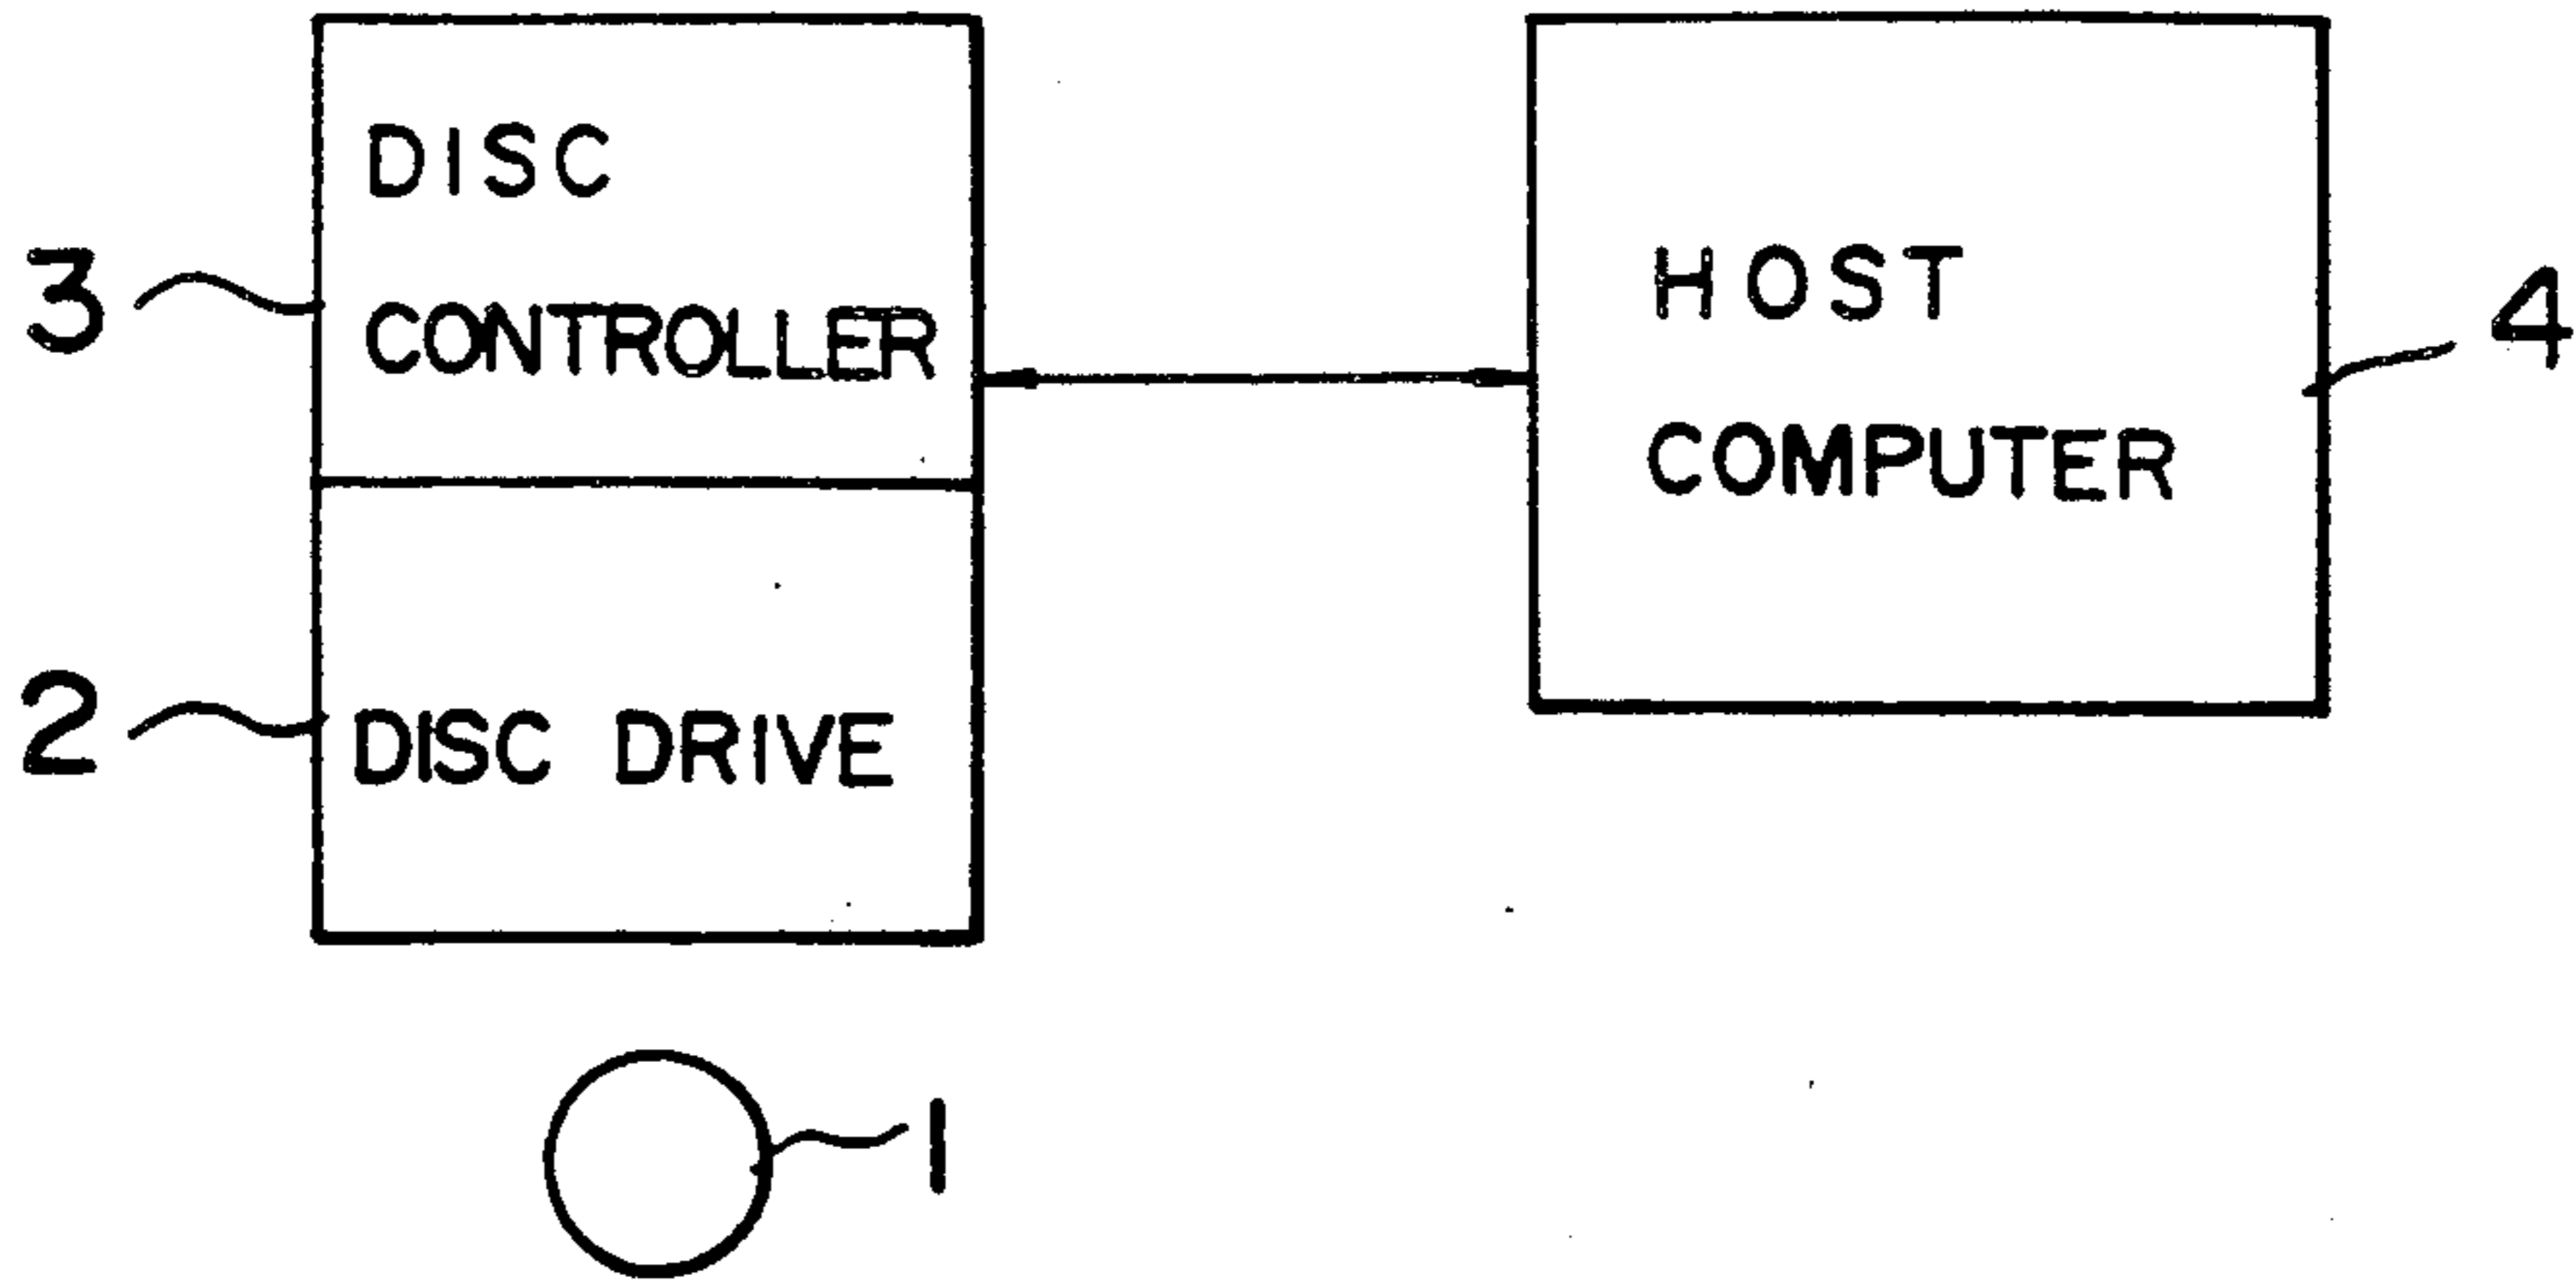 DISC
CONTROLLER
3
HOST
COMPUTER
4
DISC DRIVE
2
1